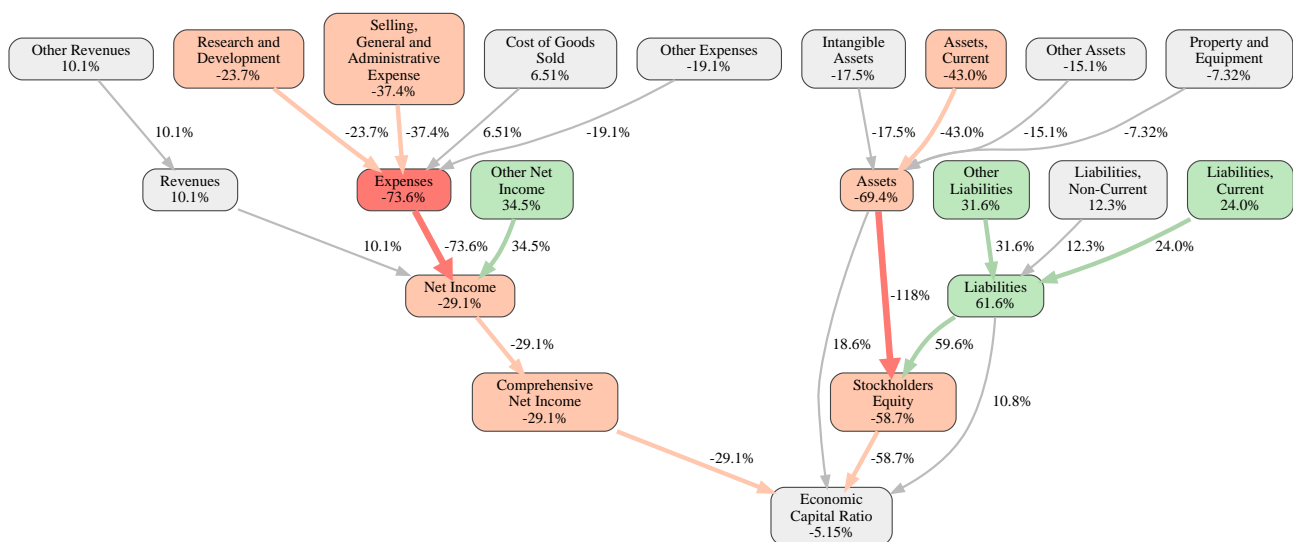 Other Revenues
10.1%
Research and
Development
-23.7%
Selling,
General and
Administrative
Expense
-37.4%
Cost of Goods
Sold
6.51%
Other Expenses
-19.1%
Intangible
Assets
-17.5%
Assets,
Current
-43.0%
Other Assets
-15.1%
Property and
Equipment
-7.32%
10.1%
-23.7%
-37.4%
6.51%
-19.1%
-17.5%
-43.0%
-15.1%
-7.32%
Revenues
10.1%
Expenses
-73.6%
Other Net
Income
34.5%
Assets
-69.4%
Other
Liabilities
31.6%
Liabilities,
Non-Current
12.3%
Liabilities,
Current
24.0%
10.1%
-73.6%
34.5%
31.6%
12.3%
24.0%
Net Income
-29.1%
Liabilities
61.6%
-118%
-29.1%
18.6%
59.6%
Comprehensive
Net Income
-29.1%
Stockholders
Equity
-58.7%
10.8%
-29.1%
-58.7%
Economic
Capital Ratio
-5.15%